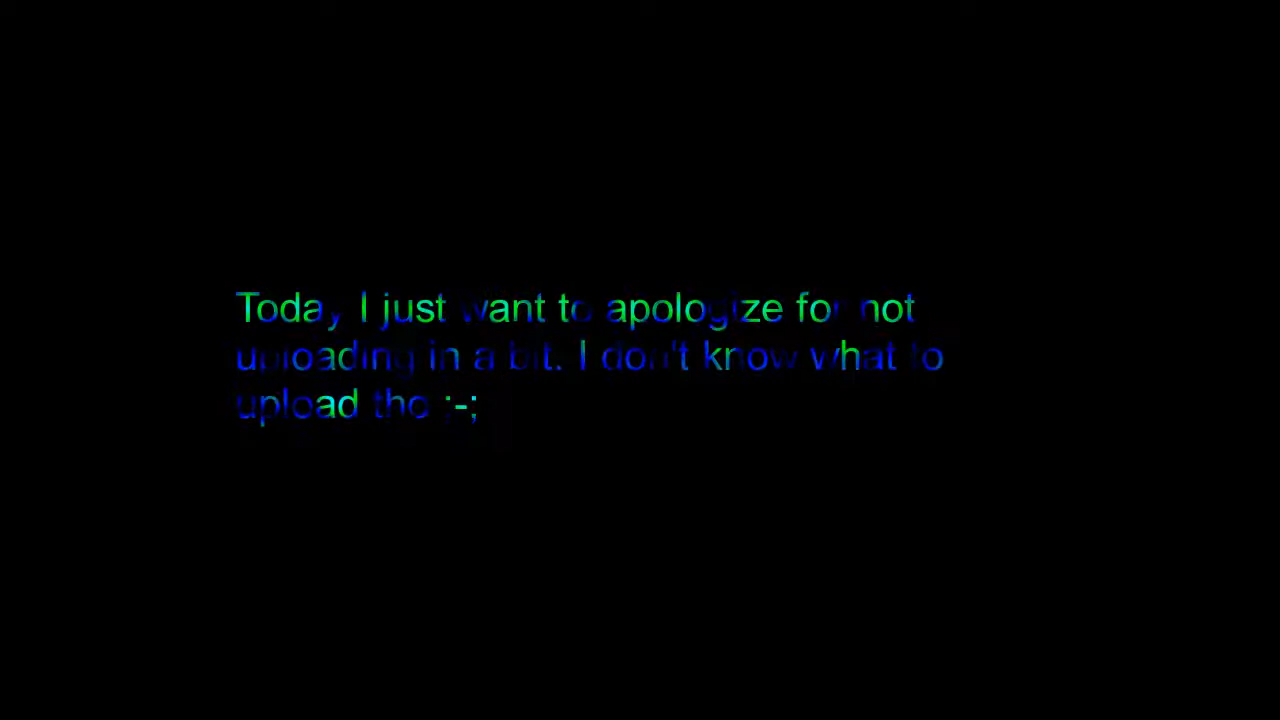 Today I just want to apologize for not
uploading in a bit. I don't know what to
upload tho ;-;